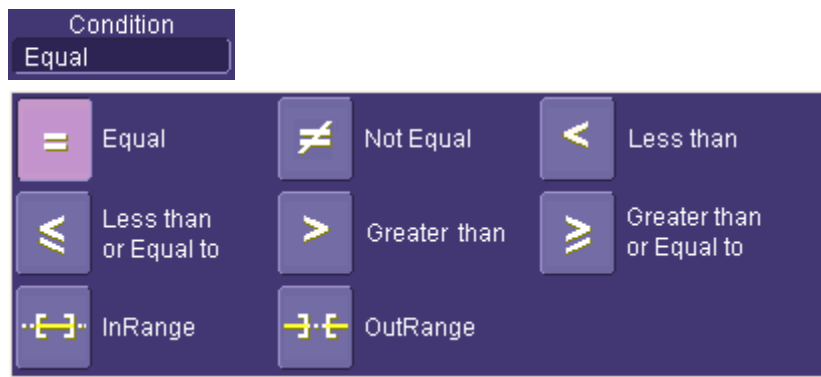 Condition
Equal
= Equal
≠ Not Equal
< Less than
≤ Less than
or Equal to
> Greater than
≥ Greater than
or Equal to
InRange
OutRange